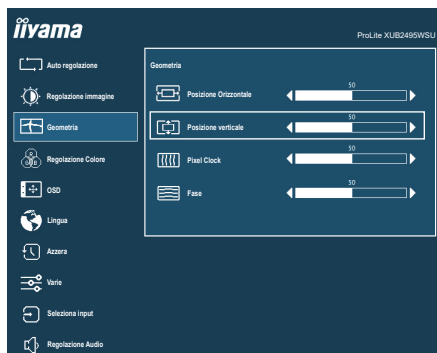 iiyama
ProLite XUB2495WSU
Auto regolazione
Regolazione immagine
Geometria
Regolazione Colore
OSD
Lingua
Azzera
Varie
Seleziona input
Regolazione Audio
Geometria
Posizione Orizzontale
50
Posizione verticale
50
Pixel Clock
50
Fase
50